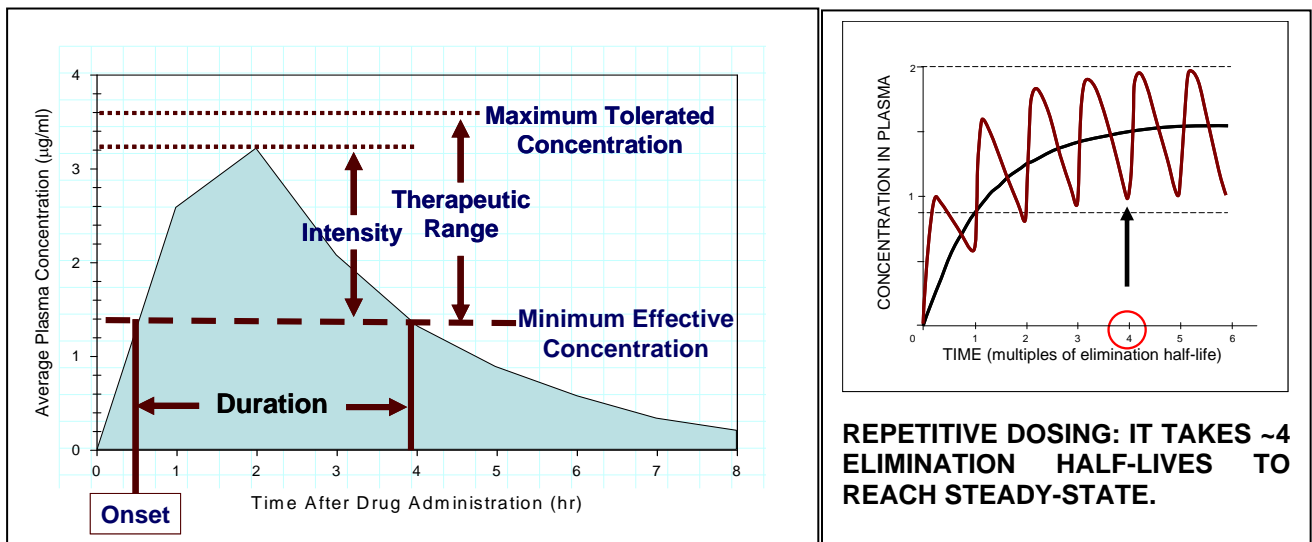 4
3
2
1
0
Average Plasma Concentration (µg/ml)
Maximum Tolerated
Concentration
Therapeutic
Range
Intensity
Minimum Effective
Concentration
Duration
0 1 2 3 4 5 6 7 8
Time After Drug Administration (hr)
Onset
2
1
CONCENTRATION IN PLASMA
0 1 2 3 4 5 6
TIME (multiples of elimination half-life)
REPETITIVE DOSING: IT TAKES ~4
ELIMINATION HALF-LIVES TO
REACH STEADY-STATE.